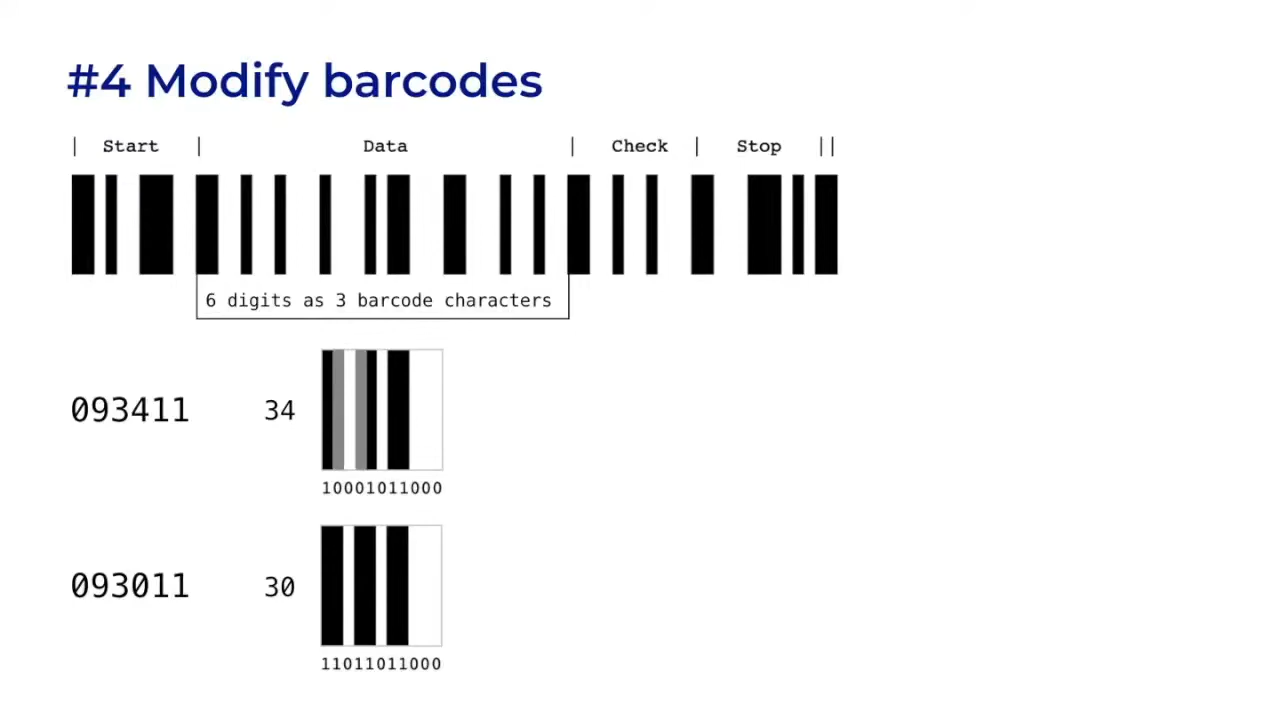 #4 Modify barcodes
| Start | Data | Check | Stop ||
6 digits as 3 barcode characters
093411 34
10001011000
093011 30
11011011000